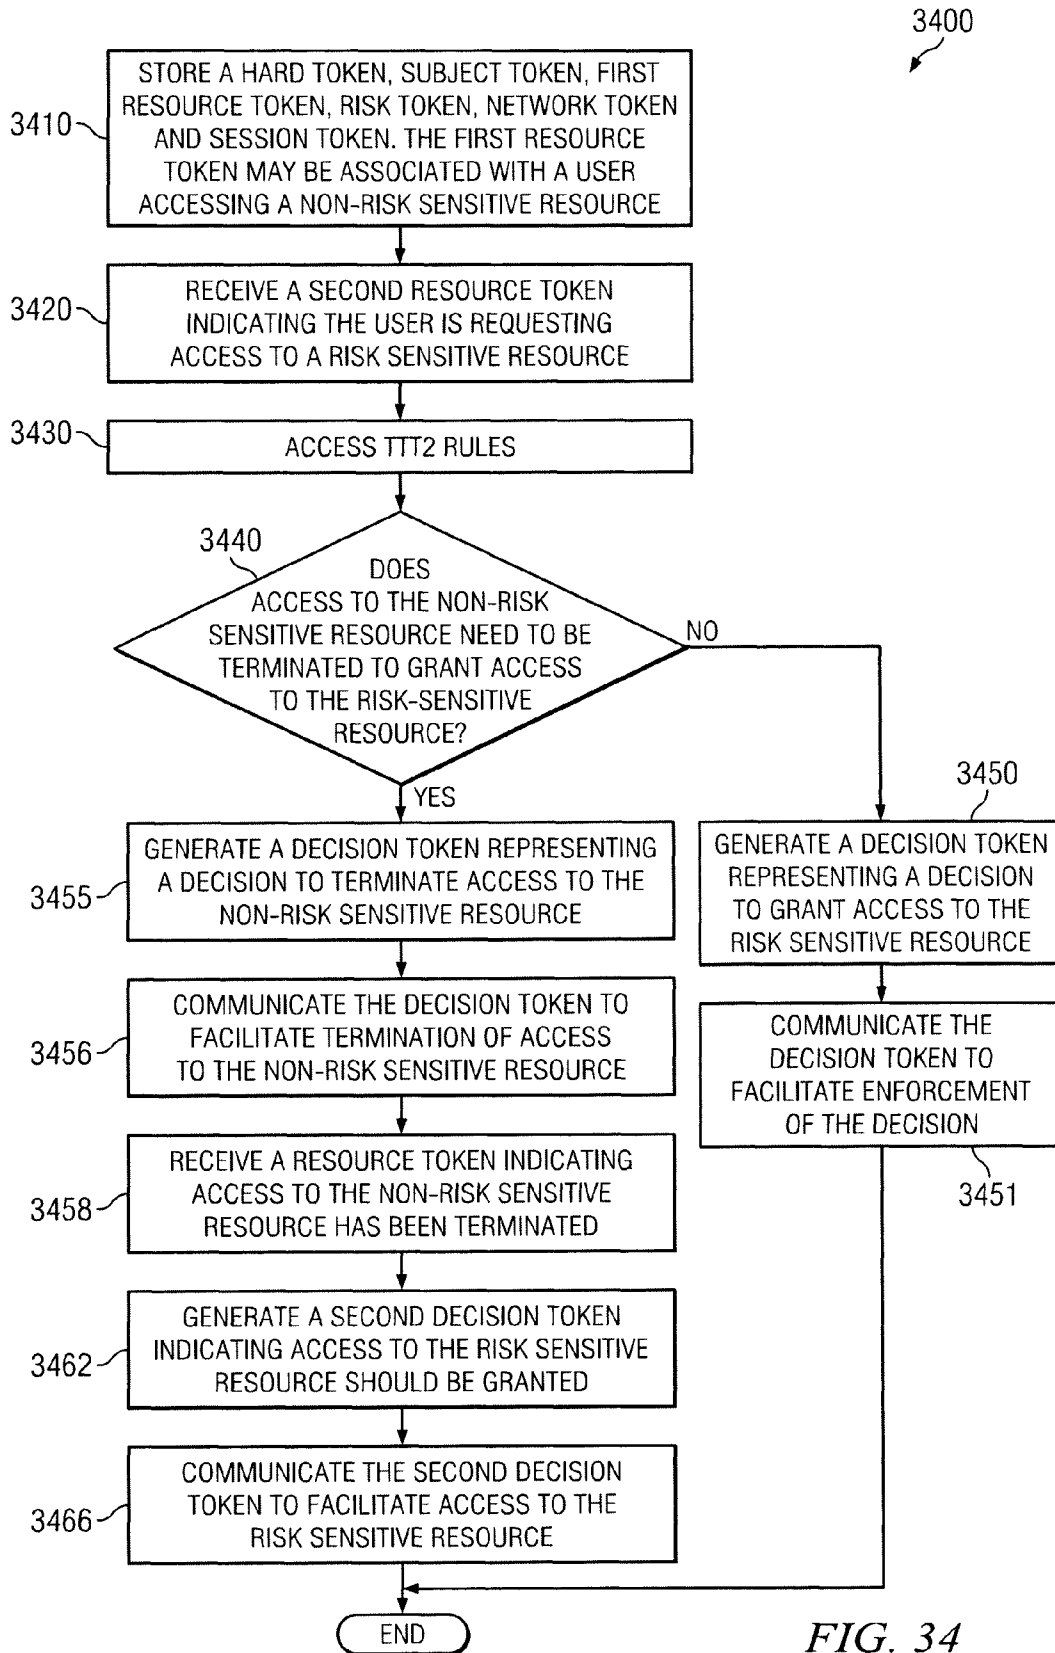 3400
STORE A HARD TOKEN, SUBJECT TOKEN, FIRST
RESOURCE TOKEN, RISK TOKEN, NETWORK TOKEN
AND SESSION TOKEN. THE FIRST RESOURCE
TOKEN MAY BE ASSOCIATED WITH A USER
ACCESSING A NON-RISK SENSITIVE RESOURCE
3410
RECEIVE A SECOND RESOURCE TOKEN
INDICATING THE USER IS REQUESTING
ACCESS TO A RISK SENSITIVE RESOURCE
3420
3430
ACCESS TTT2 RULES
3440
DOES
ACCESS TO THE NON-RISK
SENSITIVE RESOURCE NEED TO BE
TERMINATED TO GRANT ACCESS
TO THE RISK-SENSITIVE
RESOURCE?
NO
YES
3450
GENERATE A DECISION TOKEN
REPRESENTING A DECISION
TO GRANT ACCESS TO THE
RISK SENSITIVE RESOURCE
COMMUNICATE THE
DECISION TOKEN TO
FACILITATE ENFORCEMENT
OF THE DECISION
3451
GENERATE A DECISION TOKEN REPRESENTING
A DECISION TO TERMINATE ACCESS TO THE
NON-RISK SENSITIVE RESOURCE
3455
COMMUNICATE THE DECISION TOKEN TO
FACILITATE TERMINATION OF ACCESS
TO THE NON-RISK SENSITIVE RESOURCE
3456
RECEIVE A RESOURCE TOKEN INDICATING
ACCESS TO THE NON-RISK SENSITIVE
RESOURCE HAS BEEN TERMINATED
3458
GENERATE A SECOND DECISION TOKEN
INDICATING ACCESS TO THE RISK SENSITIVE
RESOURCE SHOULD BE GRANTED
3462
COMMUNICATE THE SECOND DECISION
TOKEN TO FACILITATE ACCESS TO THE
RISK SENSITIVE RESOURCE
3466
END
FIG. 34